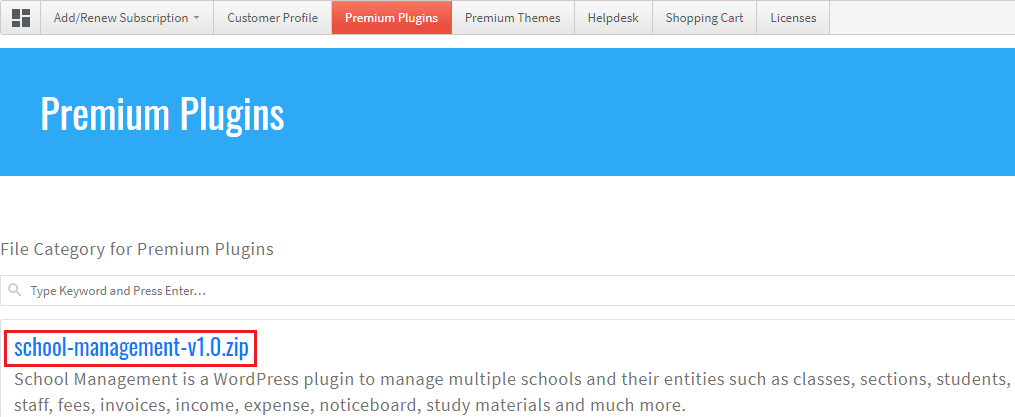 Add/Renew Subscription Customer Profile Premium Plugins Premium Themes Helpdesk Shopping Cart Licenses
Premium Plugins
File Category for Premium Plugins
Type Keyword and Press Enter...
school-management-v1.0.zip
School Management is a WordPress plugin to manage multiple schools and their entities such as classes, sections, students,
staff, fees, invoices, income, expense, noticeboard, study materials and much more.